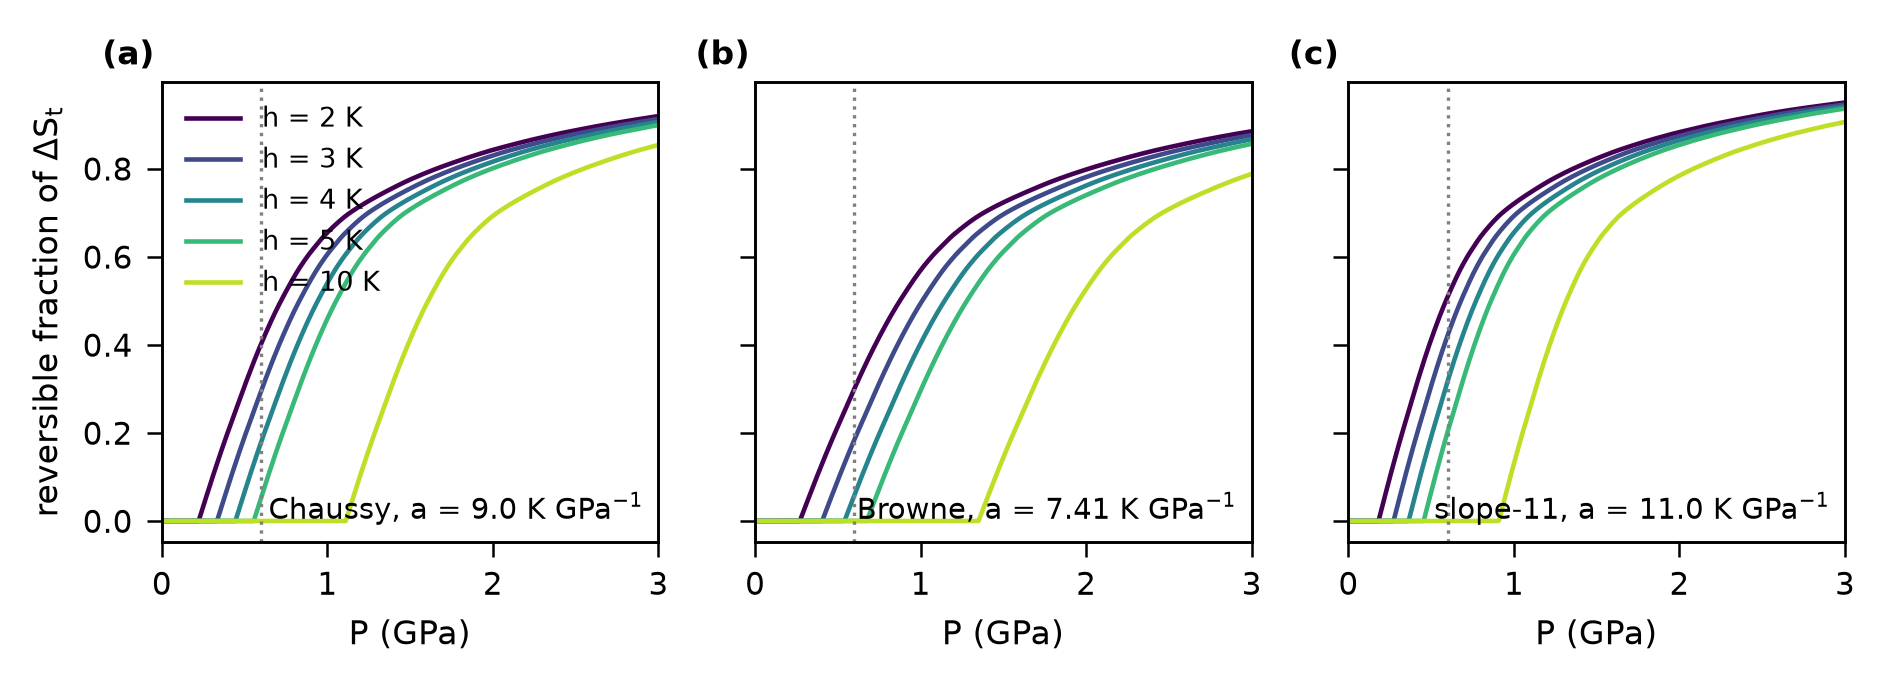 (a)
(b)
(c)
reversible fraction of ΔSt
0.8
0.6
0.4
0.2
0.0
h = 2 K
h = 3 K
h = 4 K
h = 5 K
h = 10 K
Chaussy, a = 9.0 K GPa⁻¹
Browne, a = 7.41 K GPa⁻¹
slope-11, a = 11.0 K GPa⁻¹
0 1 2 3
0 1 2 3
0 1 2 3
P (GPa)
P (GPa)
P (GPa)